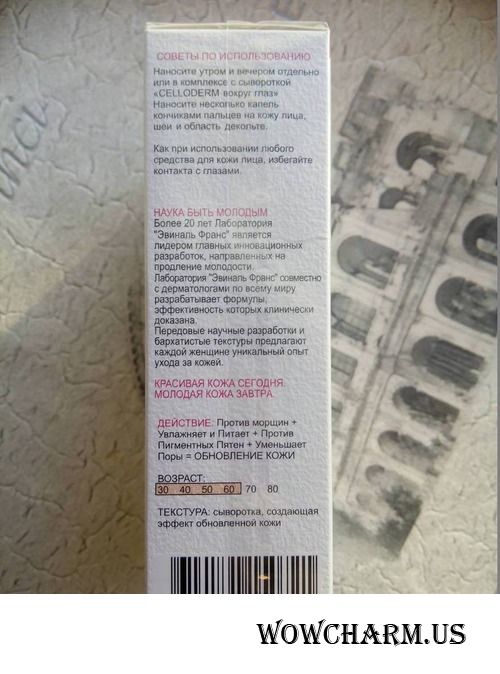 СОВЕТЫ ПО ИСПОЛЬЗОВАНИЮ
Наносите утром и вечером отдельно
или в комплексе с сывороткой
«CELLODERM вокруг глаз»
Наносите несколько капель
кончиками пальцев на кожу лица,
шеи и область декольте.
Как при использовании любого
средства для кожи лица, избегайте
контакта с глазами.
НАУКА БЫТЬ МОЛОДЫМ
Более 20 лет Лаборатория
"Эвиналь Франс" является
лидером главных инновационных
разработок, направленных на
продление молодости.
Лаборатория "Эвиналь Франс" совместно
с дерматологами по всему миру
разрабатывает формулы,
эффективность которых клинически
доказана.
Передовые научные разработки и
бархатистые текстуры предлагают
каждой женщине уникальный опыт
ухода за кожей.
КРАСИВАЯ КОЖА СЕГОДНЯ.
МОЛОДАЯ КОЖА ЗАВТРА.
ДЕЙСТВИЕ: Против морщин +
Увлажняет и Питает + Против
Пигментных Пятен + Уменьшает
Поры = ОБНОВЛЕНИЕ КОЖИ
ВОЗРАСТ:
30 40 50 60 70 80
ТЕКСТУРА: сыворотка, создающая
эффект обновленной кожи
WOWCHARM.US